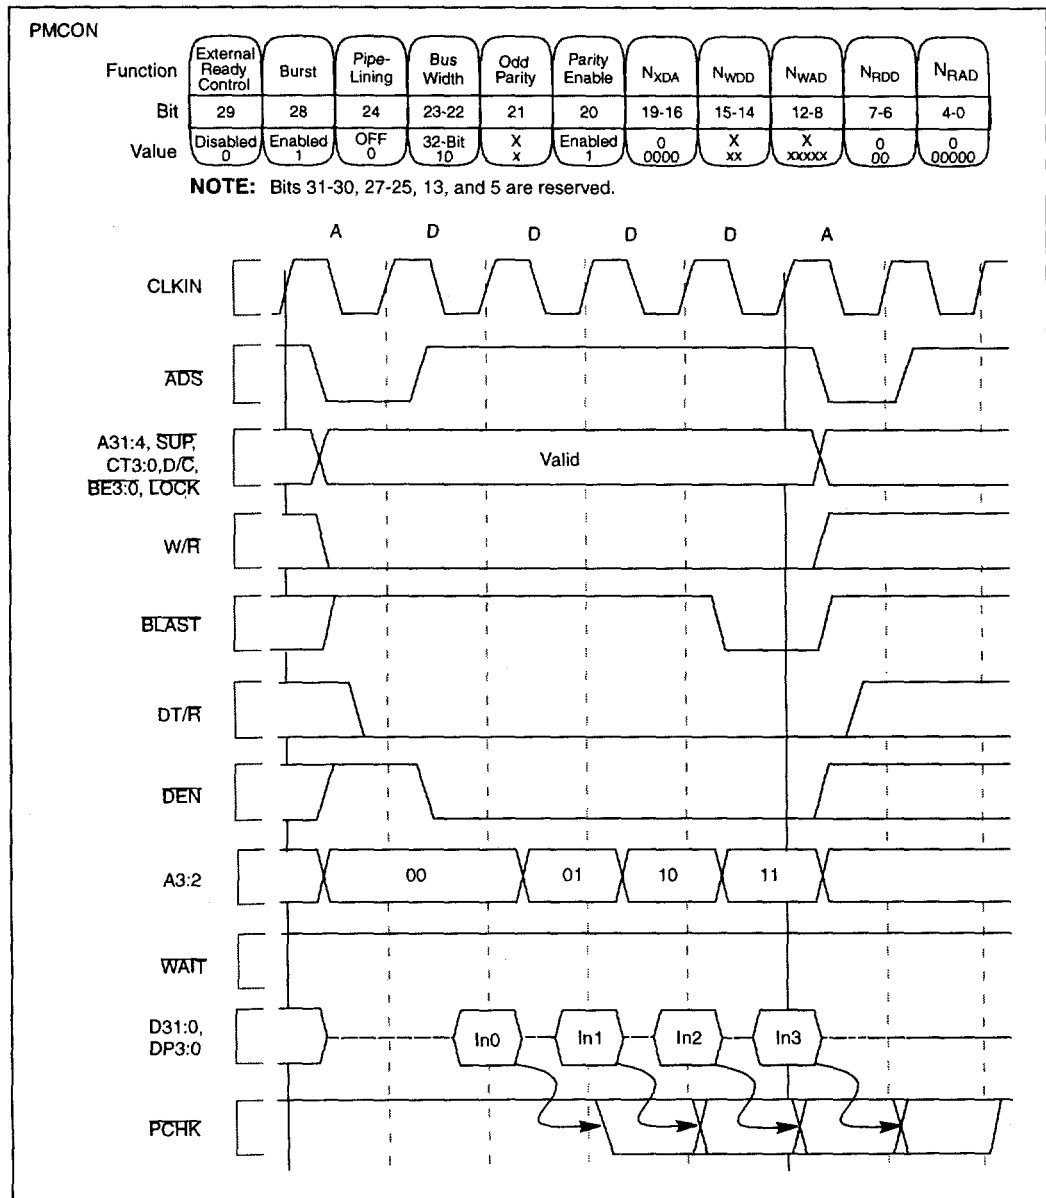 PMCON
Function
External Ready Control
Burst
Pipe-Lining
Bus Width
Odd Parity
Parity Enable
NXDA
NWDD
NWAD
NRDD
NRAD
Bit
29
28
24
23-22
21
20
19-16
15-14
12-8
7-6
4-0
Value
Disabled 0
Enabled 1
OFF 0
32-Bit 10
X x
Enabled 1
0 0000
X xx
X xxxxx
0 00
0 00000
NOTE: Bits 31-30, 27-25, 13, and 5 are reserved.
A D D D D A
CLKIN
ADS
A31:4, SUP,
CT3:0,D/C,
BE3:0, LOCK
Valid
W/R
BLAST
DT/R
DEN
A3:2
00 01 10 11
WAIT
D31:0,
DP3:0
In0 In1 In2 In3
PCHK